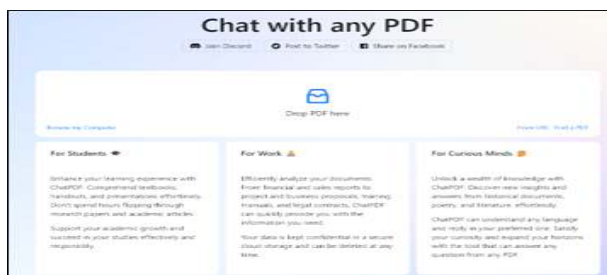 Chat with any PDF
Join Discord Post to Twitter Share on Facebook
Drop PDF here
Browse my Computer
From URL Find a PDF
For Students
Enhance your learning experience with
ChatPDF. Comprehend textbooks,
handouts, and presentations effortlessly.
Don't spend hours flipping through
research papers and academic articles.
Support your academic growth and
succeed in your studies effectively and
responsibly.
For Work
Efficiently analyze your documents.
From financial and sales reports to
project and business proposals, training
manuals, and legal contracts, ChatPDF
can quickly provide you with the
information you need.
Your data is kept confidential in a secure
cloud storage and can be deleted at any
time.
For Curious Minds
Unlock a wealth of knowledge with
ChatPDF. Discover new insights and
answers from historical documents,
poetry, and literature, effortlessly.
ChatPDF can understand any language
and reply in your preferred one. Satisfy
your curiosity and expand your horizons
with the tool that can answer any
question from any PDF.